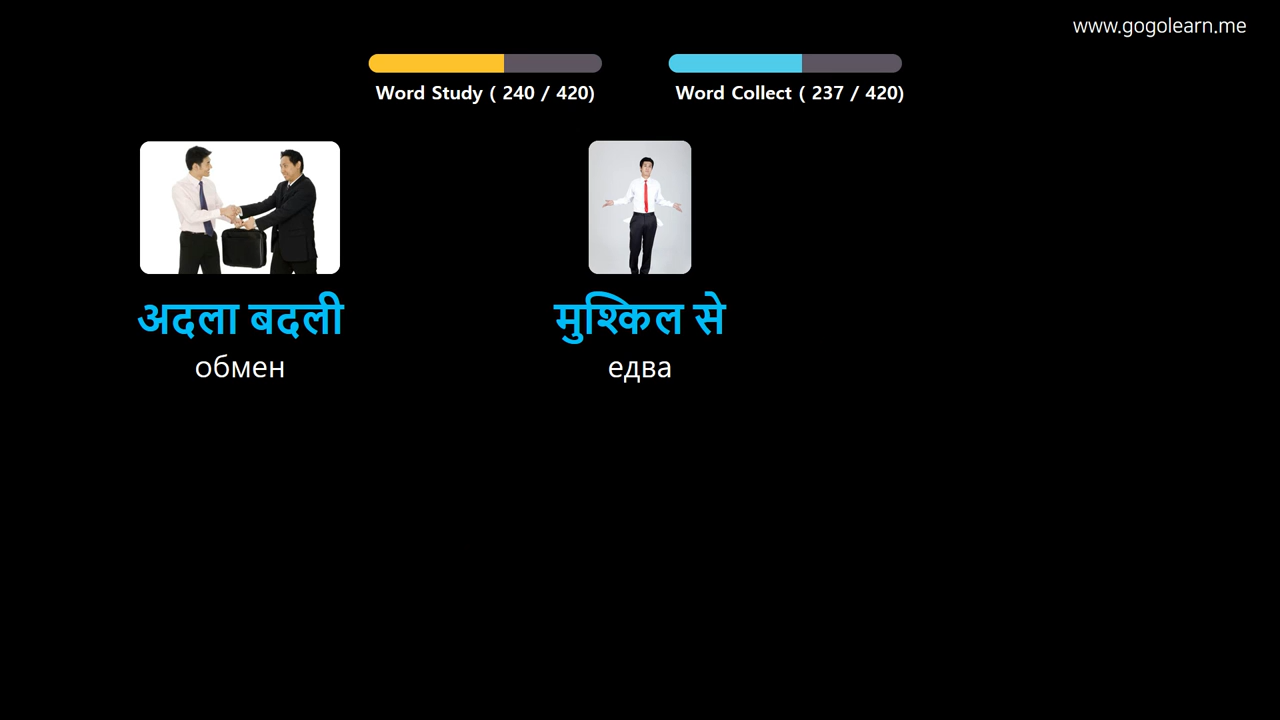 www.gogolearn.me
Word Study ( 240 / 420)
Word Collect ( 237 / 420)
अदला बदली
मुश्किल से
обмен
едва